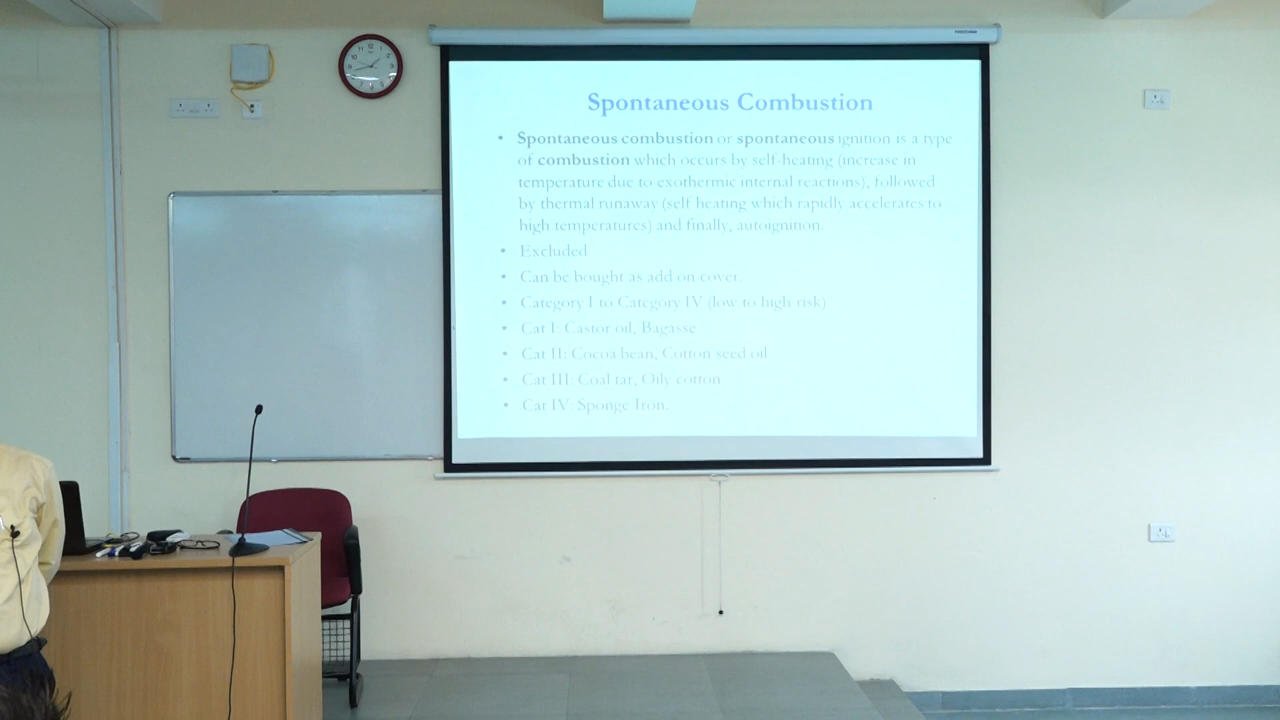 Spontaneous Combustion
• Spontaneous combustion or spontaneous ignition is a type
of combustion which occurs by self-heating (increase in
temperature due to exothermic internal reactions), followed
by thermal runaway (self heating which rapidly accelerates to
high temperatures) and finally, autoignition.
• Excluded
• Can be bought as add on cover.
• Category I to Category IV (low to high risk)
• Cat I: Castor oil, Bagasse
• Cat II: Cocoa bean, Cotton seed oil
• Cat III: Coal tar, Oily cotton
• Cat IV: Sponge Iron.